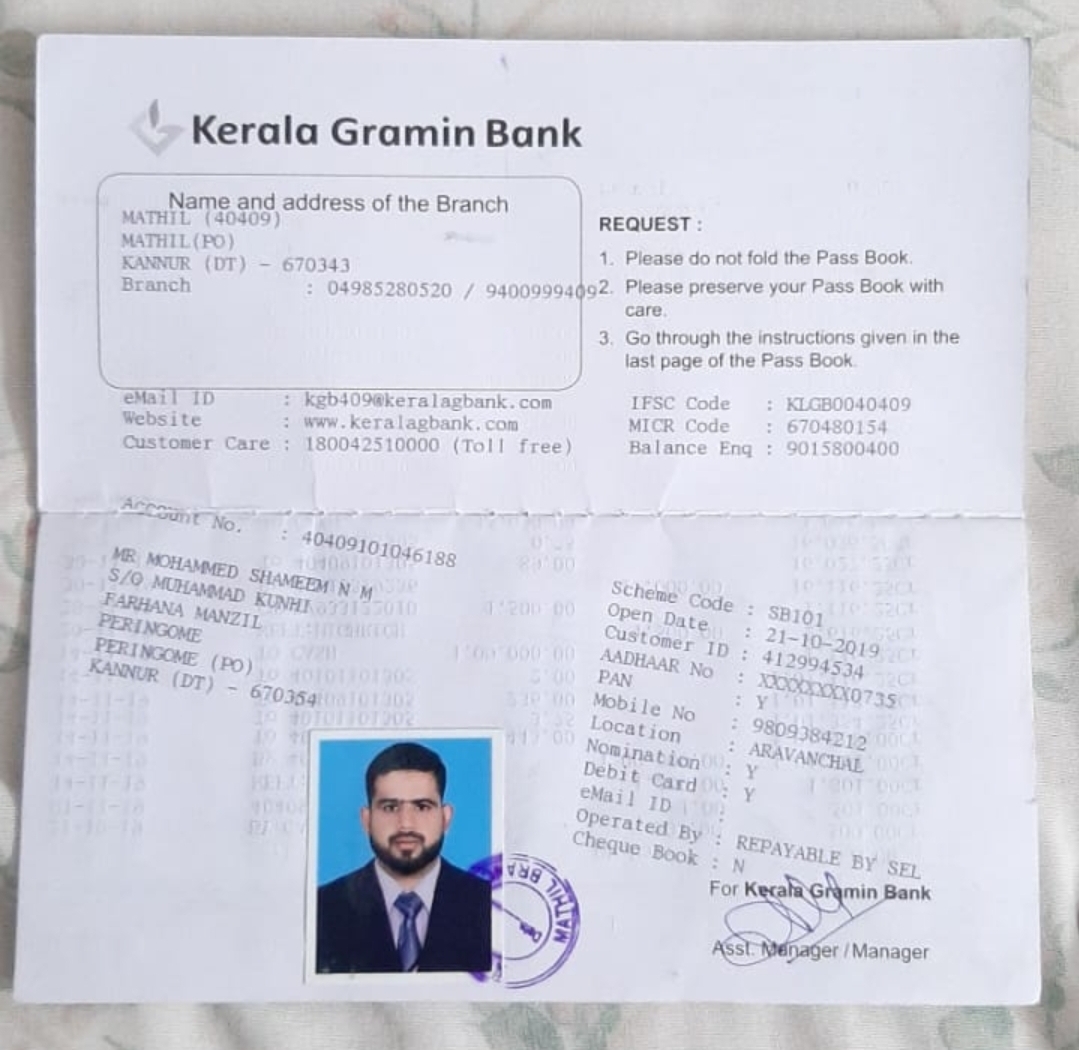 Kerala Gramin Bank
Name and address of the Branch
MATHIL (40409)
MATHIL(PO)
KANNUR (DT) - 670343
Branch : 04985280520 / 9400999409
REQUEST :
1. Please do not fold the Pass Book.
2. Please preserve your Pass Book with
care.
3. Go through the instructions given in the
last page of the Pass Book.
eMail ID : kgb409@keralagbank.com
Website : www.keralagbank.com
Customer Care : 180042510000 (Toll free)
IFSC Code : KLGB0040409
MICR Code : 670480154
Balance Enq : 9015800400
Account No. : 40409101046188
MR MOHAMMED SHAMEEM N M
S/O MUHAMMAD KUNHI
FARHANA MANZIL
PERINGOME
PERINGOME (PO)
KANNUR (DT) - 670354
Scheme Code : SB101
Open Date : 21-10-2019
Customer ID : 412994534
AADHAAR No : XXXXXXXX0735
PAN : Y
Mobile No : 9809384212
Location : ARAVANCHAL
Nomination : Y
Debit Card : Y
eMail ID :
Operated By : REPAYABLE BY SEL
Cheque Book : N
For Kerala Gramin Bank
Asst. Manager / Manager
MATHIL BRA